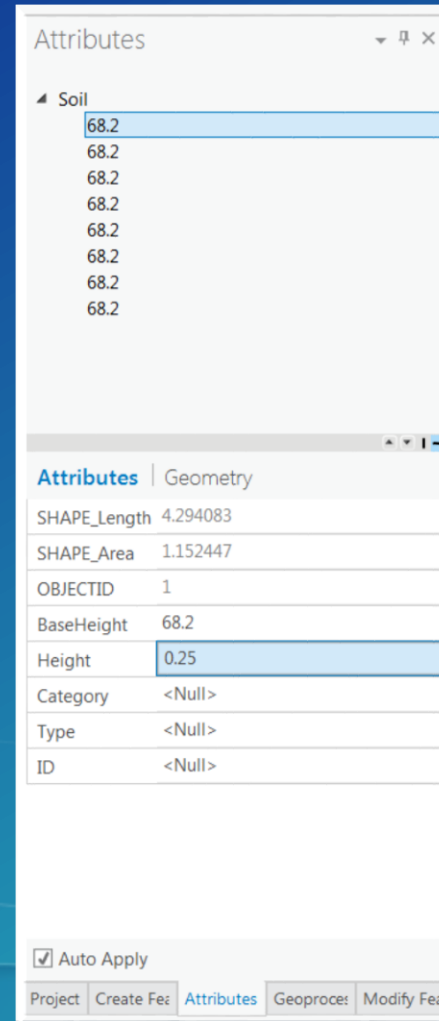 Attributes
Soil
68.2
68.2
68.2
68.2
68.2
68.2
68.2
68.2
Attributes | Geometry
SHAPE_Length 4.294083
SHAPE_Area 1.152447
OBJECTID 1
BaseHeight 68.2
Height 0.25
Category <Null>
Type <Null>
ID <Null>
Auto Apply
Project Create Fea Attributes Geoproces Modify Fea